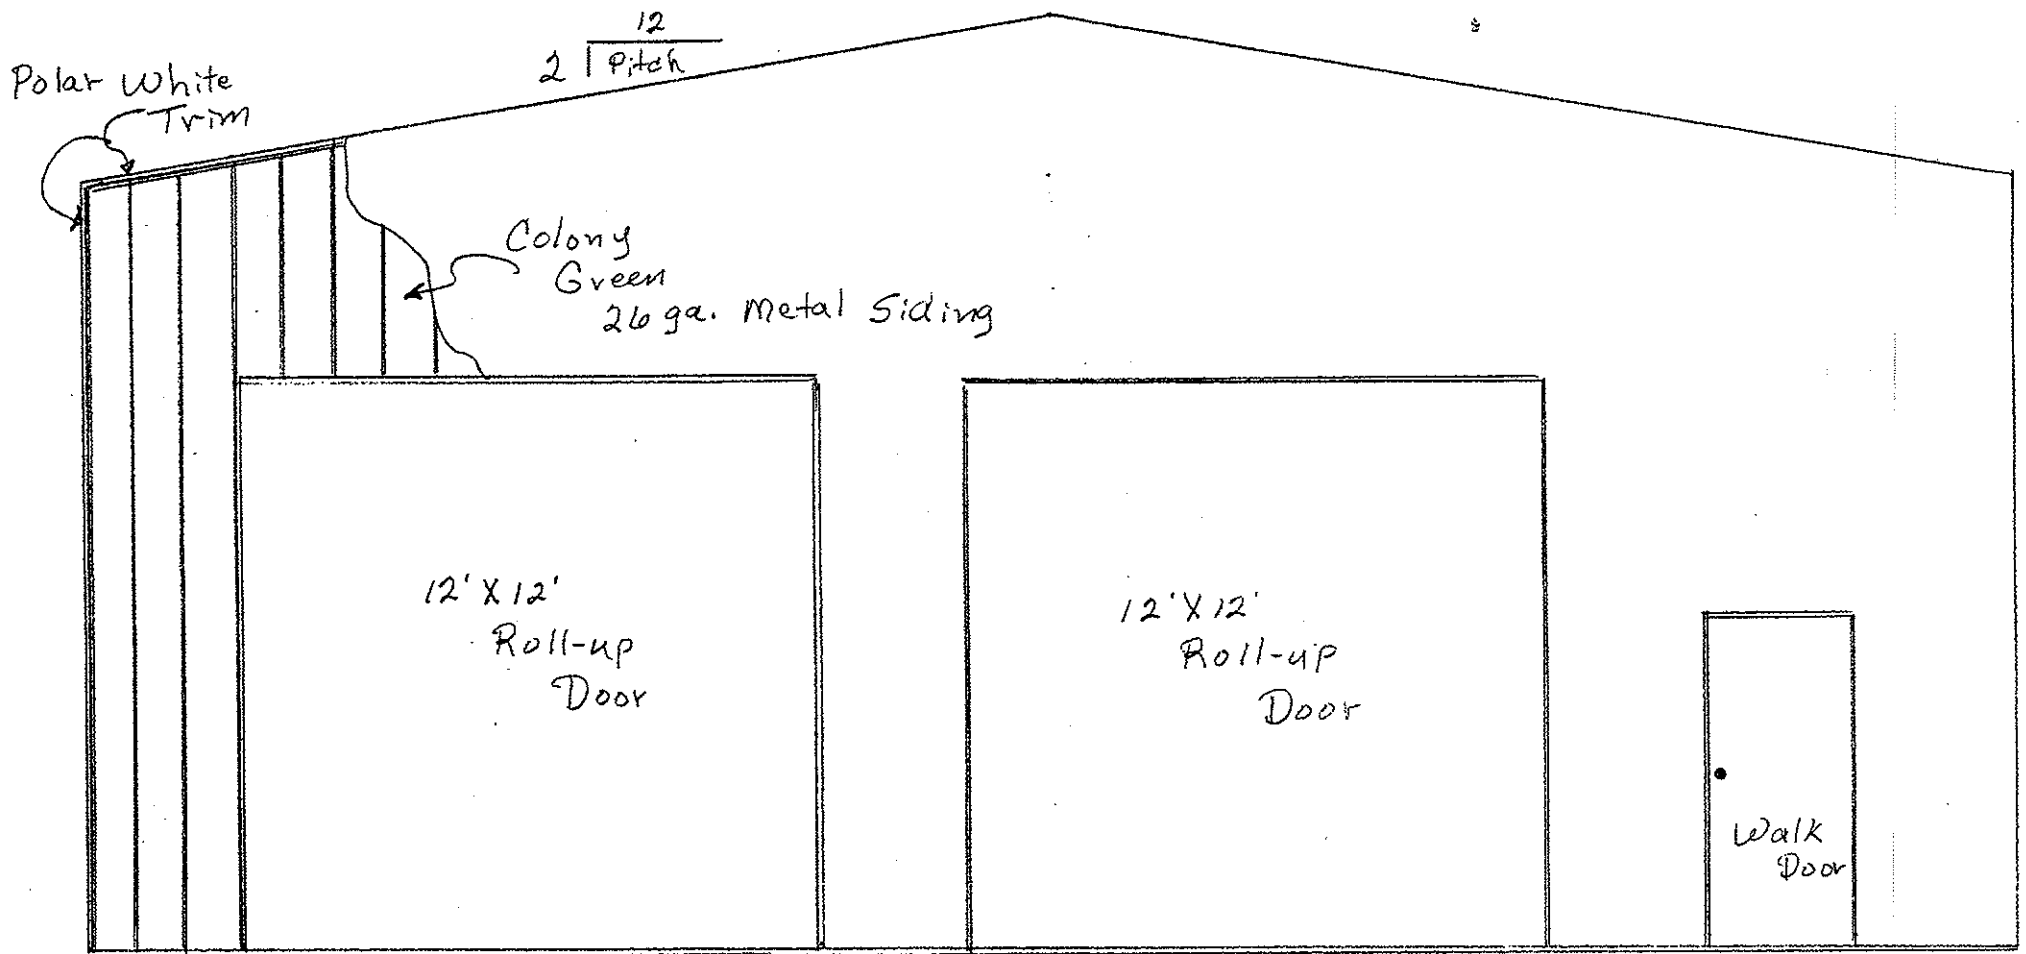 12
2 Pitch
Polar White
Trim
Colony
Green
26 ga. Metal Siding
12' X 12'
Roll-up
Door
12' X 12'
Roll-up
Door
Walk
Door